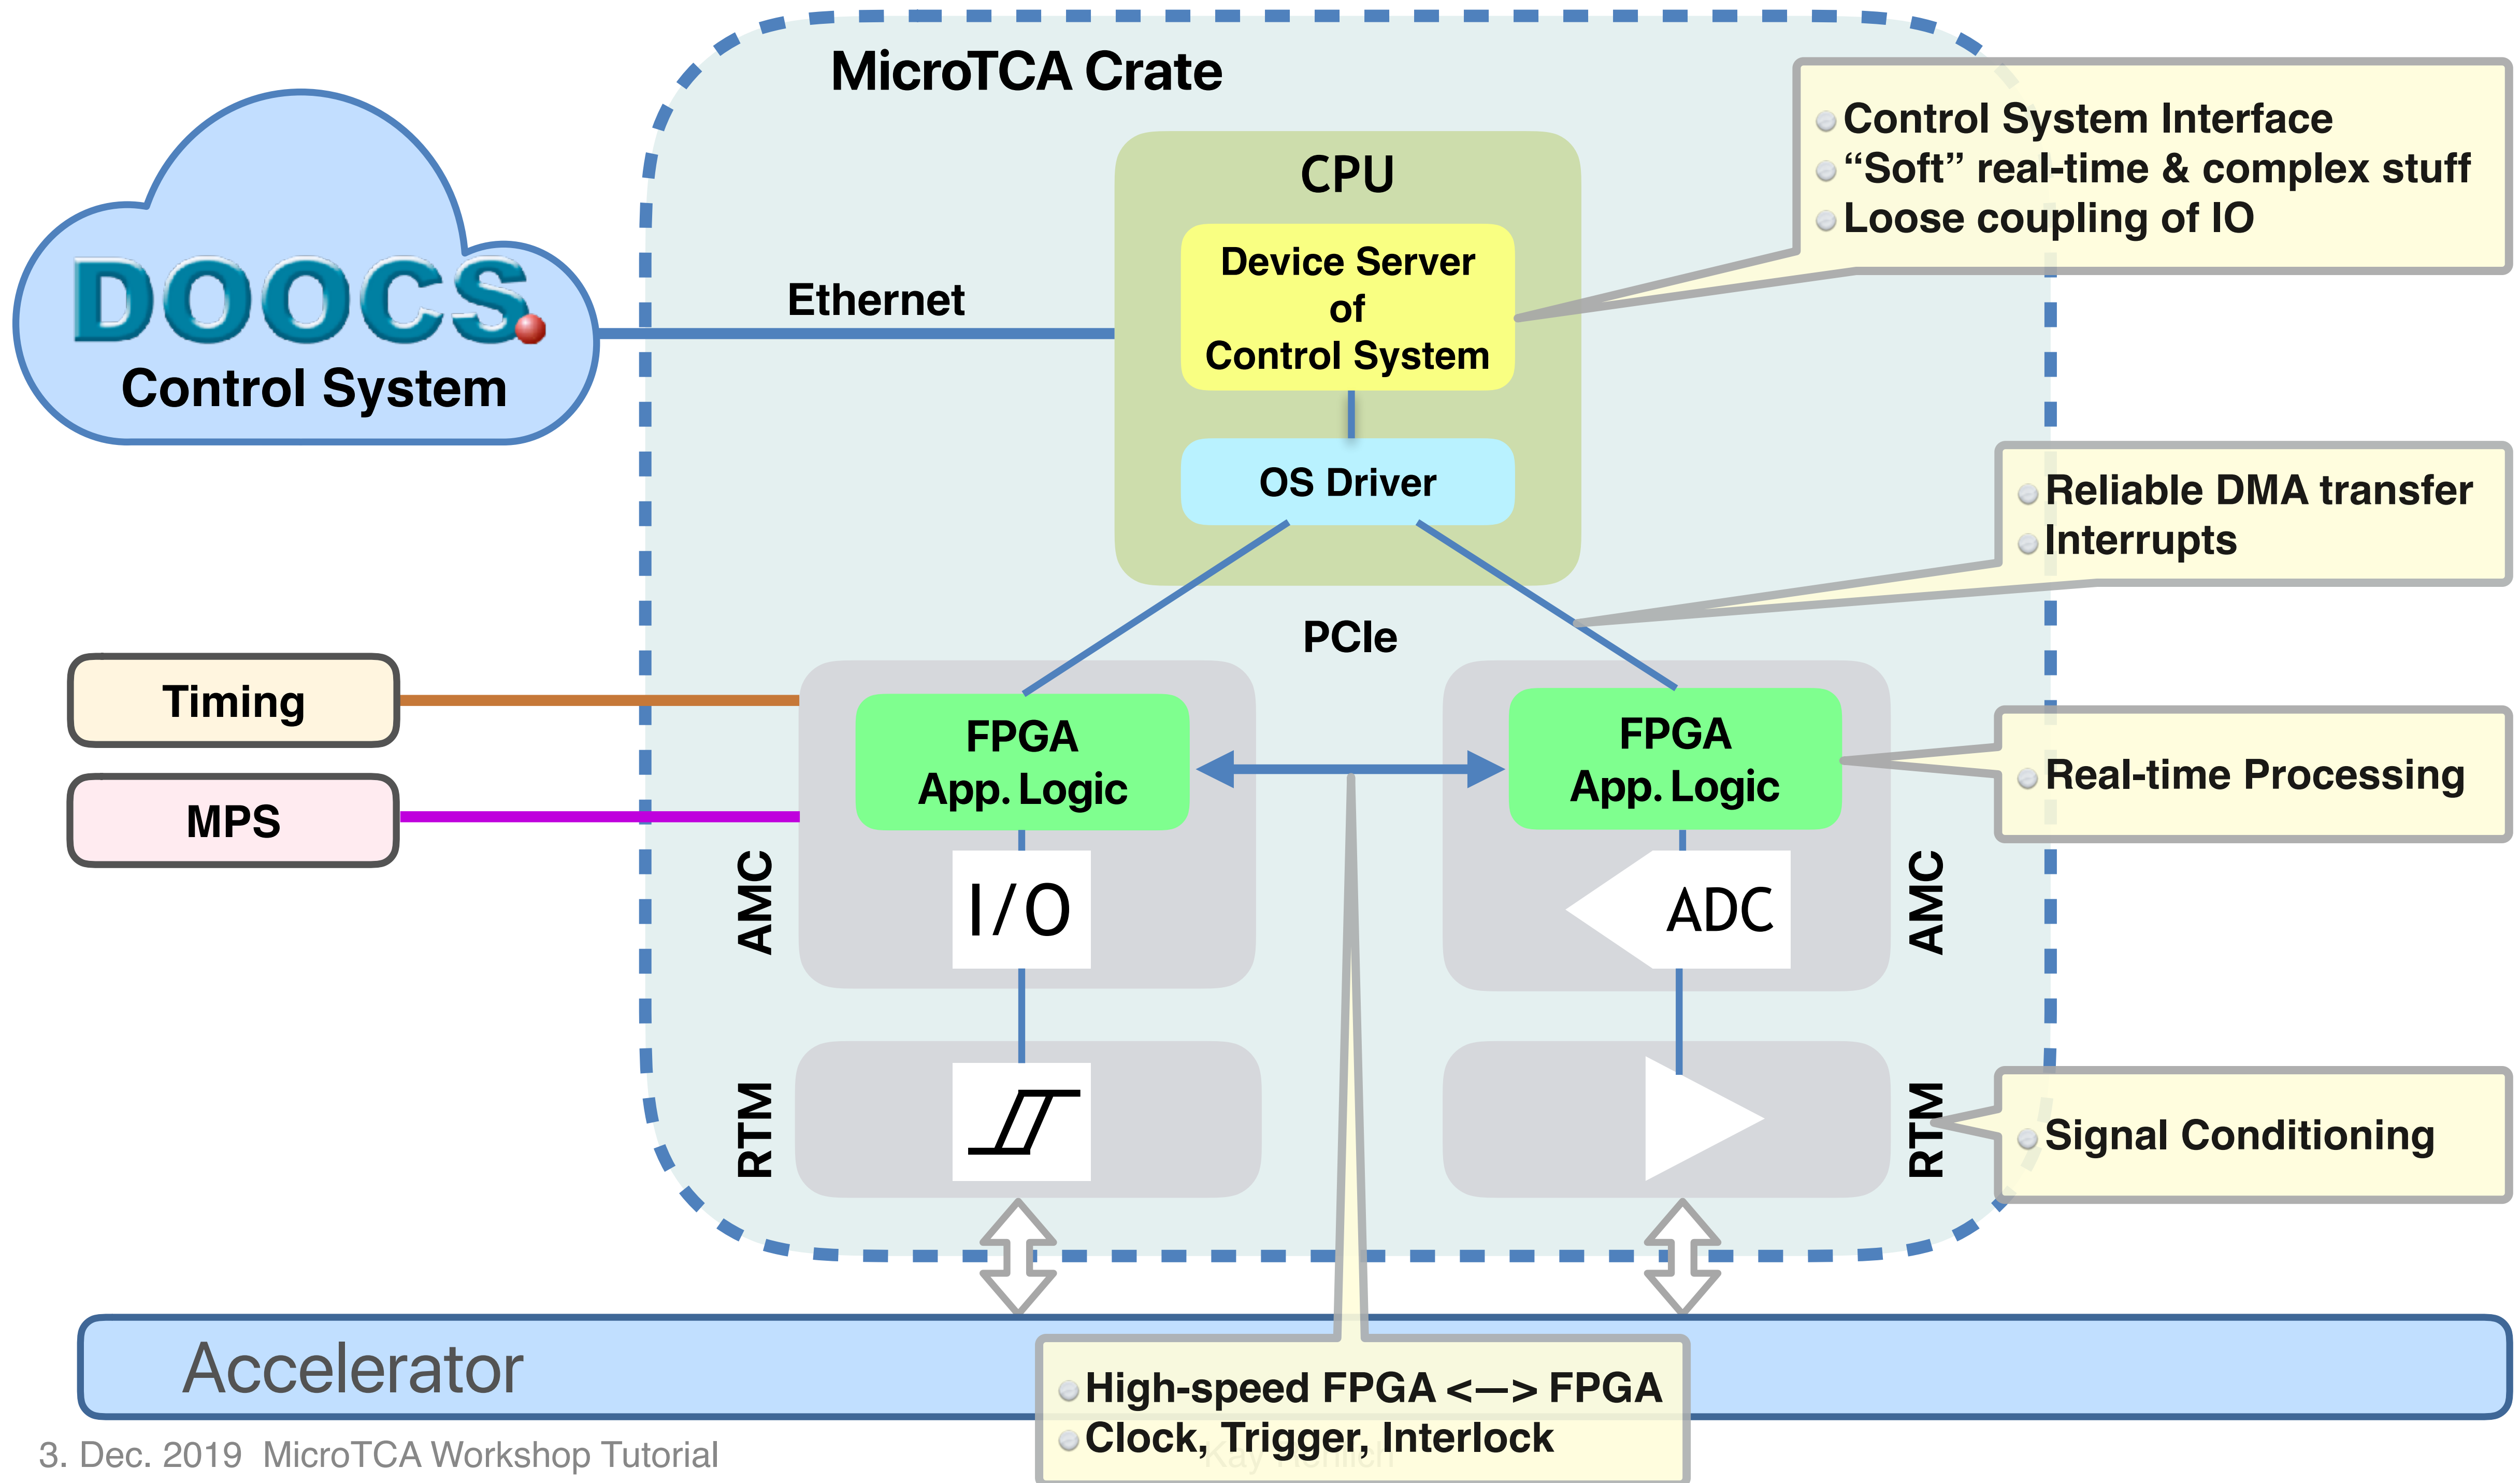 MicroTCA Crate
Control System Interface
“Soft” real-time & complex stuff
Loose coupling of IO
CPU
Device Server
of
Control System
DOOCS
Control System
Ethernet
OS Driver
Reliable DMA transfer
Interrupts
PCIe
Timing
MPS
FPGA
App. Logic
FPGA
App. Logic
Real-time Processing
AMC
I/O
ADC
AMC
RTM
RTM
Signal Conditioning
Accelerator
High-speed FPGA <—> FPGA
Clock, Trigger, Interlock
3. Dec. 2019 MicroTCA Workshop Tutorial